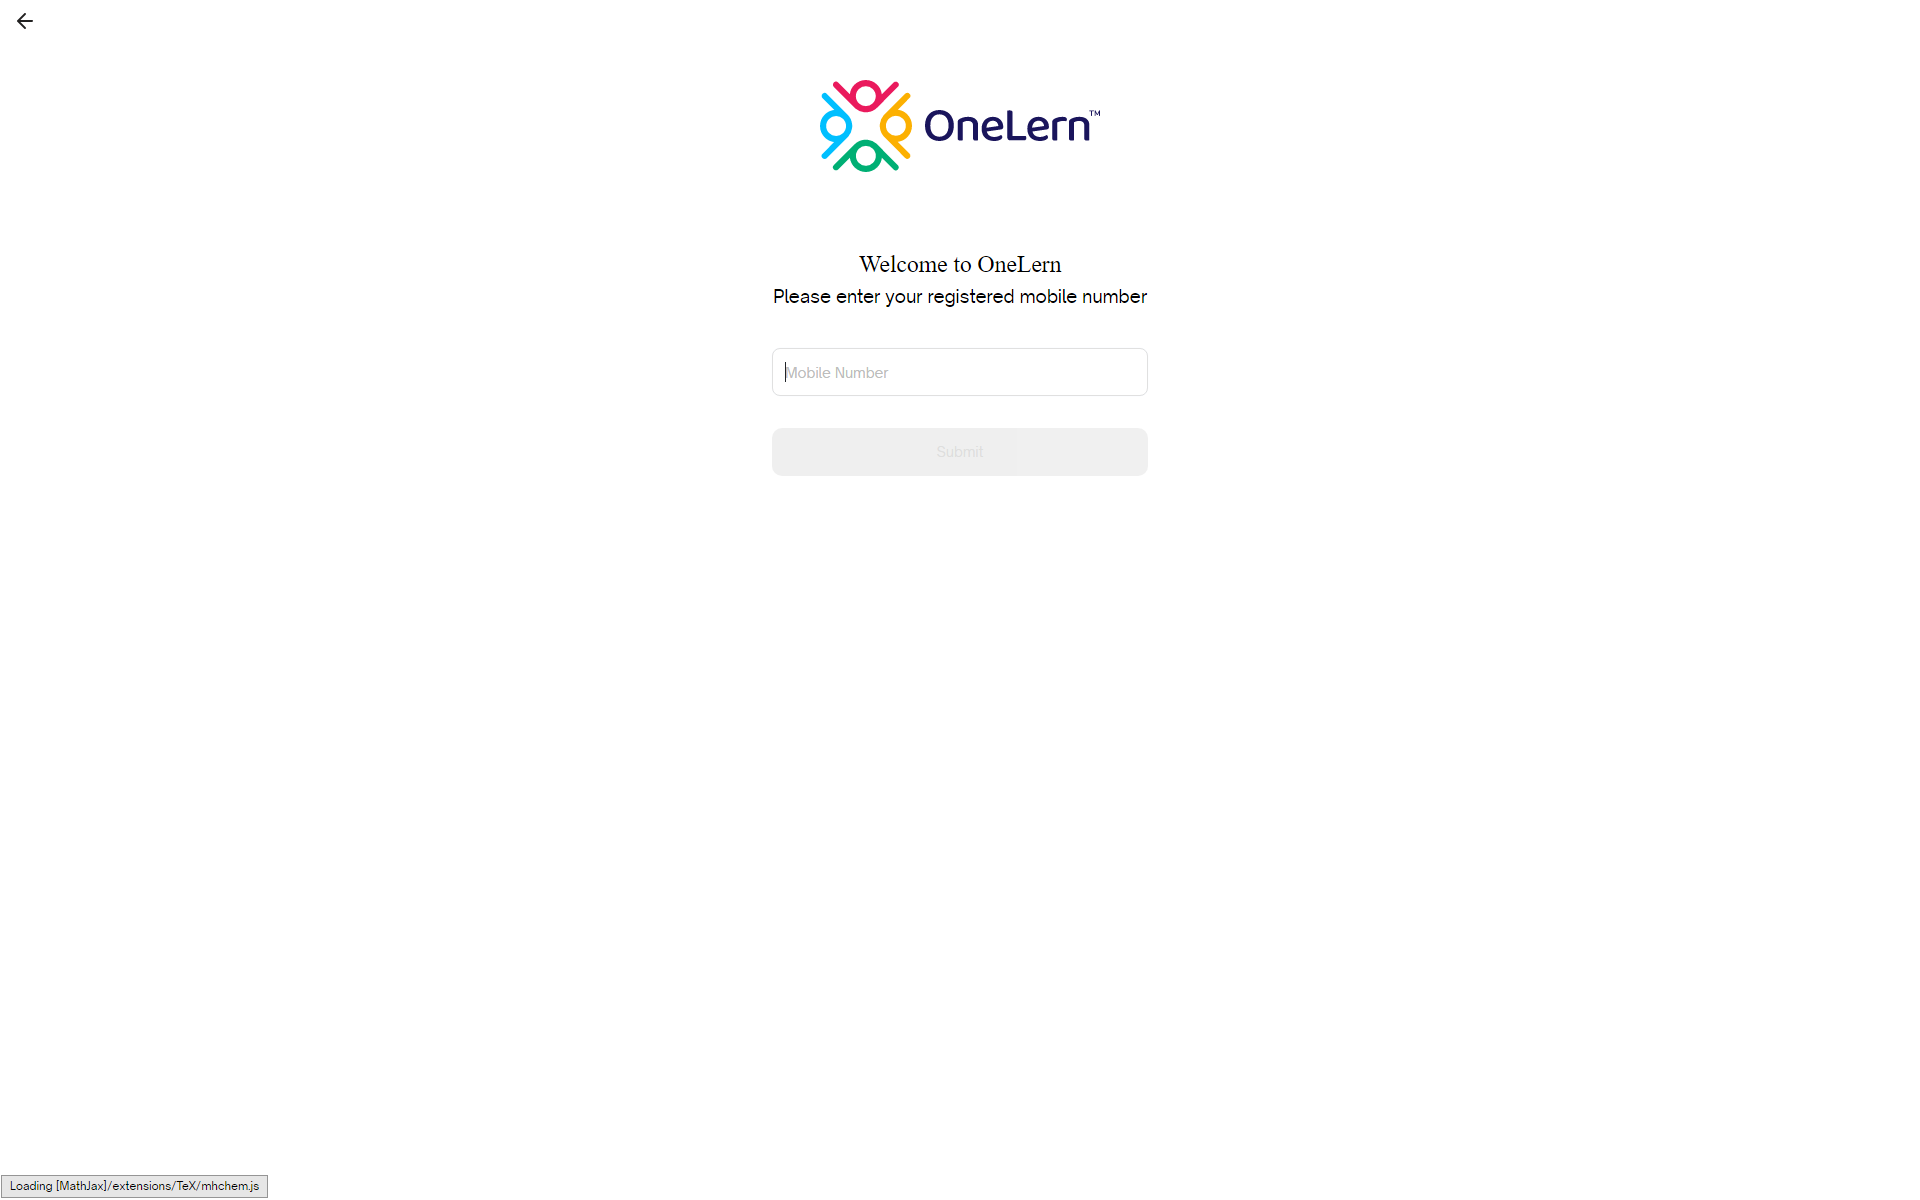 OneLern™
Welcome to OneLern
Please enter your registered mobile number
Mobile Number
Submit
Loading [MathJax]/extensions/TeX/mhchem.js